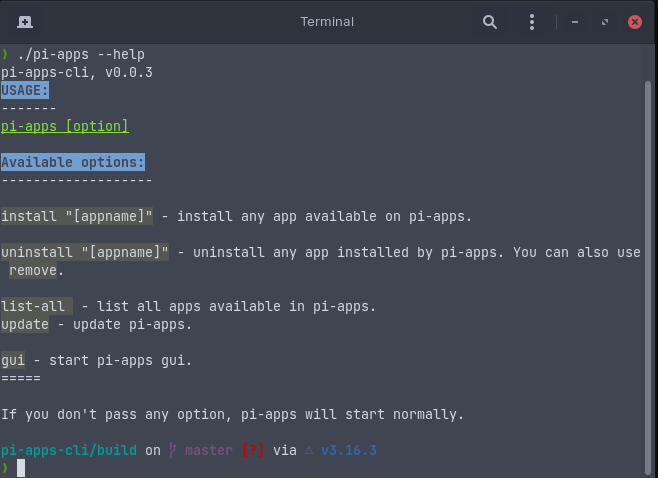 Terminal
❯ ./pi-apps --help
pi-apps-cli, v0.0.3
USAGE:
-------
pi-apps [option]
Available options:
-------------------
install "[appname]" - install any app available on pi-apps.
uninstall "[appname]" - uninstall any app installed by pi-apps. You can also use
remove.
list-all - list all apps available in pi-apps.
update - update pi-apps.
gui - start pi-apps gui.
=====
If you don't pass any option, pi-apps will start normally.
pi-apps-cli/build on master [?] via △ v3.16.3
❯